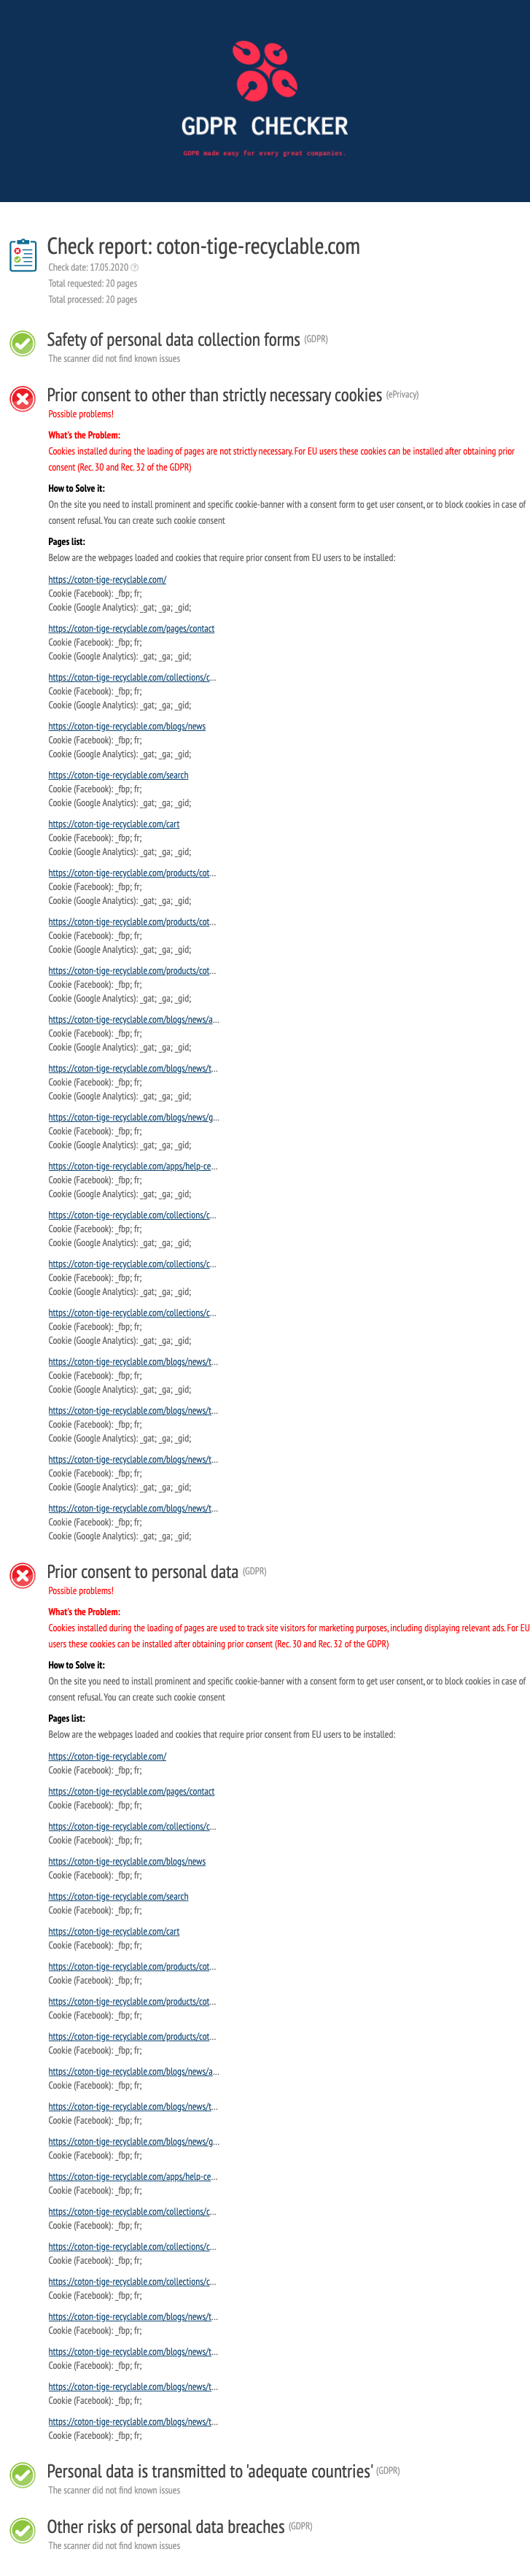 GDPR CHECKER
GDPR made easy for every great companies.
Check report: coton-tige-recyclable.com
Check date: 17.05.2020 ?
Total requested: 20 pages
Total processed: 20 pages
Safety of personal data collection forms (GDPR)
The scanner did not find known issues
Prior consent to other than strictly necessary cookies (ePrivacy)
Possible problems!
What's the Problem:
Cookies installed during the loading of pages are not strictly necessary. For EU users these cookies can be installed after obtaining prior
consent (Rec. 30 and Rec. 32 of the GDPR)
How to Solve it:
On the site you need to install prominent and specific cookie-banner with a consent form to get user consent, or to block cookies in case of
consent refusal. You can create such cookie consent
Pages list:
Below are the webpages loaded and cookies that require prior consent from EU users to be installed:
https://coton-tige-recyclable.com/
Cookie (Facebook): _fbp; fr;
Cookie (Google Analytics): _gat; _ga; _gid;
https://coton-tige-recyclable.com/pages/contact
Cookie (Facebook): _fbp; fr;
Cookie (Google Analytics): _gat; _ga; _gid;
https://coton-tige-recyclable.com/collections/c...
Cookie (Facebook): _fbp; fr;
Cookie (Google Analytics): _gat; _ga; _gid;
https://coton-tige-recyclable.com/blogs/news
Cookie (Facebook): _fbp; fr;
Cookie (Google Analytics): _gat; _ga; _gid;
https://coton-tige-recyclable.com/search
Cookie (Facebook): _fbp; fr;
Cookie (Google Analytics): _gat; _ga; _gid;
https://coton-tige-recyclable.com/cart
Cookie (Facebook): _fbp; fr;
Cookie (Google Analytics): _gat; _ga; _gid;
https://coton-tige-recyclable.com/products/cot...
Cookie (Facebook): _fbp; fr;
Cookie (Google Analytics): _gat; _ga; _gid;
https://coton-tige-recyclable.com/products/cot...
Cookie (Facebook): _fbp; fr;
Cookie (Google Analytics): _gat; _ga; _gid;
https://coton-tige-recyclable.com/products/cot...
Cookie (Facebook): _fbp; fr;
Cookie (Google Analytics): _gat; _ga; _gid;
https://coton-tige-recyclable.com/blogs/news/a...
Cookie (Facebook): _fbp; fr;
Cookie (Google Analytics): _gat; _ga; _gid;
https://coton-tige-recyclable.com/blogs/news/t...
Cookie (Facebook): _fbp; fr;
Cookie (Google Analytics): _gat; _ga; _gid;
https://coton-tige-recyclable.com/blogs/news/g...
Cookie (Facebook): _fbp; fr;
Cookie (Google Analytics): _gat; _ga; _gid;
https://coton-tige-recyclable.com/apps/help-ce...
Cookie (Facebook): _fbp; fr;
Cookie (Google Analytics): _gat; _ga; _gid;
https://coton-tige-recyclable.com/collections/c...
Cookie (Facebook): _fbp; fr;
Cookie (Google Analytics): _gat; _ga; _gid;
https://coton-tige-recyclable.com/collections/c...
Cookie (Facebook): _fbp; fr;
Cookie (Google Analytics): _gat; _ga; _gid;
https://coton-tige-recyclable.com/collections/c...
Cookie (Facebook): _fbp; fr;
Cookie (Google Analytics): _gat; _ga; _gid;
https://coton-tige-recyclable.com/blogs/news/t...
Cookie (Facebook): _fbp; fr;
Cookie (Google Analytics): _gat; _ga; _gid;
https://coton-tige-recyclable.com/blogs/news/t...
Cookie (Facebook): _fbp; fr;
Cookie (Google Analytics): _gat; _ga; _gid;
https://coton-tige-recyclable.com/blogs/news/t...
Cookie (Facebook): _fbp; fr;
Cookie (Google Analytics): _gat; _ga; _gid;
https://coton-tige-recyclable.com/blogs/news/t...
Cookie (Facebook): _fbp; fr;
Cookie (Google Analytics): _gat; _ga; _gid;
Prior consent to personal data (GDPR)
Possible problems!
What's the Problem:
Cookies installed during the loading of pages are used to track site visitors for marketing purposes, including displaying relevant ads. For EU
users these cookies can be installed after obtaining prior consent (Rec. 30 and Rec. 32 of the GDPR)
How to Solve it:
On the site you need to install prominent and specific cookie-banner with a consent form to get user consent, or to block cookies in case of
consent refusal. You can create such cookie consent
Pages list:
Below are the webpages loaded and cookies that require prior consent from EU users to be installed:
https://coton-tige-recyclable.com/
Cookie (Facebook): _fbp; fr;
https://coton-tige-recyclable.com/pages/contact
Cookie (Facebook): _fbp; fr;
https://coton-tige-recyclable.com/collections/c...
Cookie (Facebook): _fbp; fr;
https://coton-tige-recyclable.com/blogs/news
Cookie (Facebook): _fbp; fr;
https://coton-tige-recyclable.com/search
Cookie (Facebook): _fbp; fr;
https://coton-tige-recyclable.com/cart
Cookie (Facebook): _fbp; fr;
https://coton-tige-recyclable.com/products/cot...
Cookie (Facebook): _fbp; fr;
https://coton-tige-recyclable.com/products/cot...
Cookie (Facebook): _fbp; fr;
https://coton-tige-recyclable.com/products/cot...
Cookie (Facebook): _fbp; fr;
https://coton-tige-recyclable.com/blogs/news/a...
Cookie (Facebook): _fbp; fr;
https://coton-tige-recyclable.com/blogs/news/t...
Cookie (Facebook): _fbp; fr;
https://coton-tige-recyclable.com/blogs/news/g...
Cookie (Facebook): _fbp; fr;
https://coton-tige-recyclable.com/apps/help-ce...
Cookie (Facebook): _fbp; fr;
https://coton-tige-recyclable.com/collections/c...
Cookie (Facebook): _fbp; fr;
https://coton-tige-recyclable.com/collections/c...
Cookie (Facebook): _fbp; fr;
https://coton-tige-recyclable.com/collections/c...
Cookie (Facebook): _fbp; fr;
https://coton-tige-recyclable.com/blogs/news/t...
Cookie (Facebook): _fbp; fr;
https://coton-tige-recyclable.com/blogs/news/t...
Cookie (Facebook): _fbp; fr;
https://coton-tige-recyclable.com/blogs/news/t...
Cookie (Facebook): _fbp; fr;
https://coton-tige-recyclable.com/blogs/news/t...
Cookie (Facebook): _fbp; fr;
Personal data is transmitted to 'adequate countries' (GDPR)
The scanner did not find known issues
Other risks of personal data breaches (GDPR)
The scanner did not find known issues